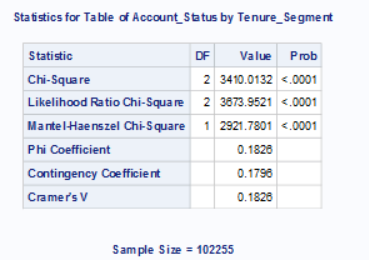 Statistics for Table of Account_Status by Tenure_Segment
Statistic DF Value Prob
Chi-Square 2 3410.0132 <.0001
Likelihood Ratio Chi-Square 2 3673.9521 <.0001
Mantel-Haenszel Chi-Square 1 2921.7801 <.0001
Phi Coefficient 0.1826
Contingency Coefficient 0.1796
Cramer's V 0.1826
Sample Size = 102255